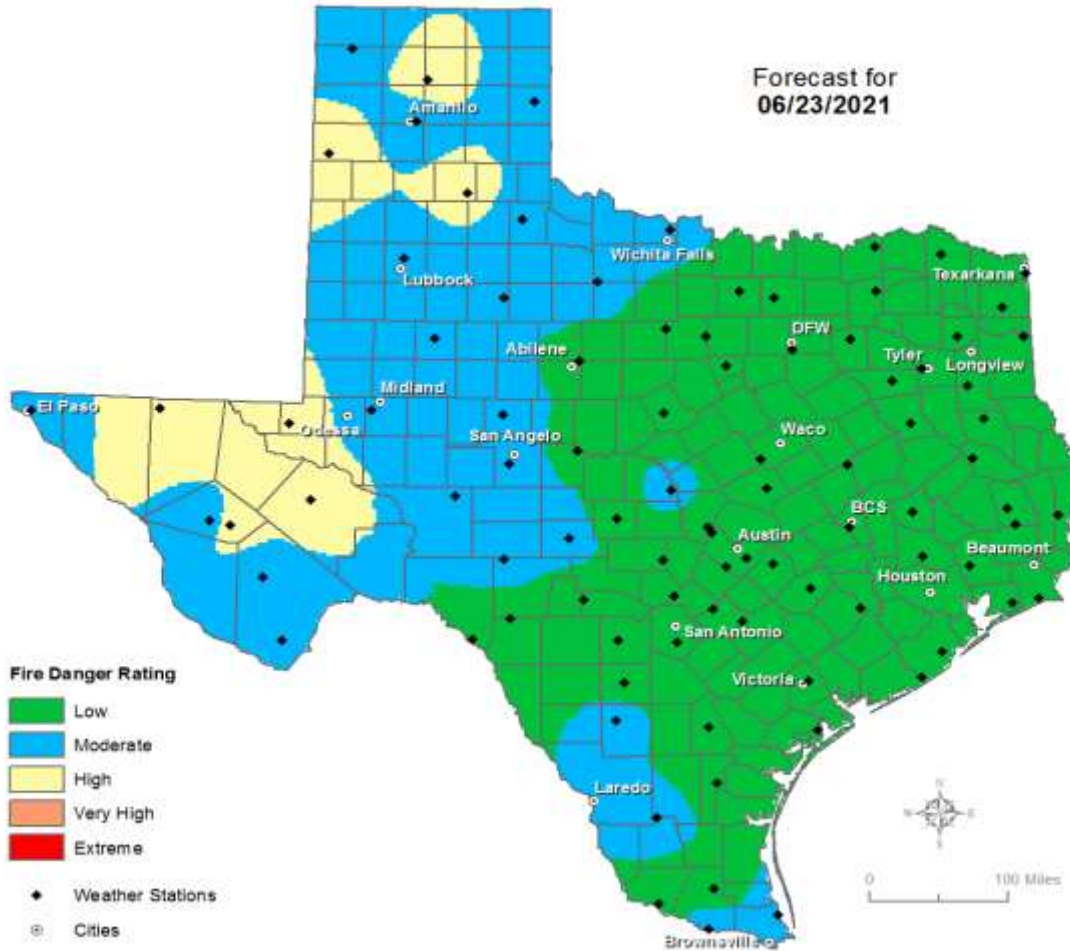 Forecast for
06/23/2021
Amarillo
Wichita Falls
Lubbock
Texarkana
DFW
Abilene
Tyler
Longview
Midland
El Paso
Odessa
San Angelo
Waco
BCS
Austin
Beaumont
Houston
San Antonio
Victoria
Laredo
Brownsville
Fire Danger Rating
Low
Moderate
High
Very High
Extreme
Weather Stations
Cities
N
E
S
0 100 Miles